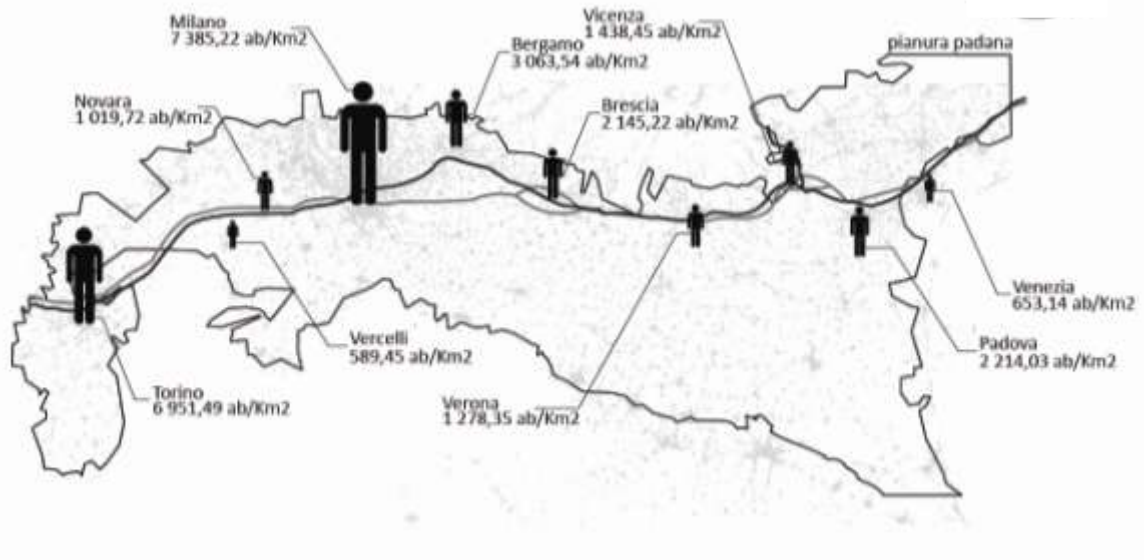 Milano
7 385,22 ab/Km2
Vicenza
1 438,45 ab/Km2
Bergamo
3 063,54 ab/Km2
pianura padana
Novara
1 019,72 ab/Km2
Brescia
2 145,22 ab/Km2
Venezia
653,14 ab/Km2
Vercelli
589,45 ab/Km2
Padova
2 214,03 ab/Km2
Torino
6 951,49 ab/Km2
Verona
1 278,35 ab/Km2